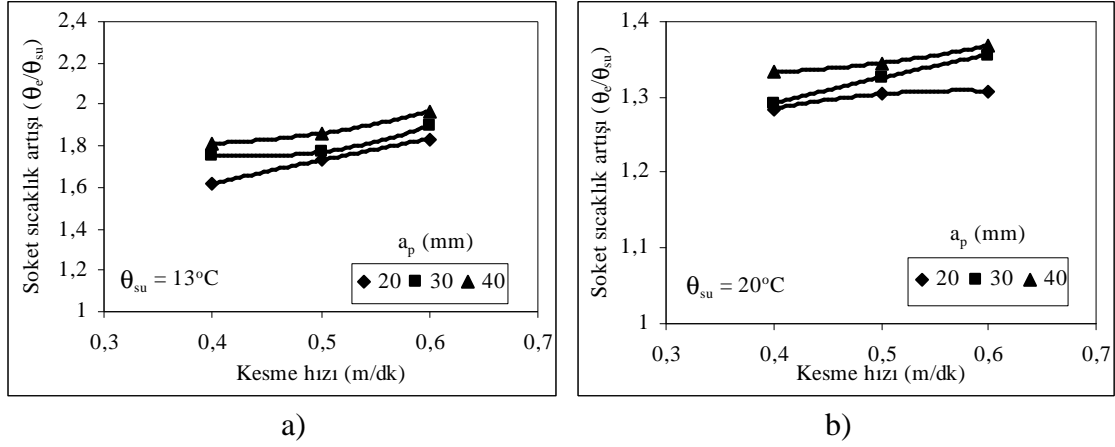 Soket sıcaklık artışı (θe/θsu)
2,4
2,2
2
1,8
1,6
1,4
1,2
1
θsu = 13°C
ap (mm)
20 30 40
0,3 0,4 0,5 0,6 0,7
Kesme hızı (m/dk)
a)
Soket sıcaklık artışı (θe/θsu)
1,4
1,3
1,2
1,1
1
θsu = 20°C
ap (mm)
20 30 40
0,3 0,4 0,5 0,6 0,7
Kesme hızı (m/dk)
b)